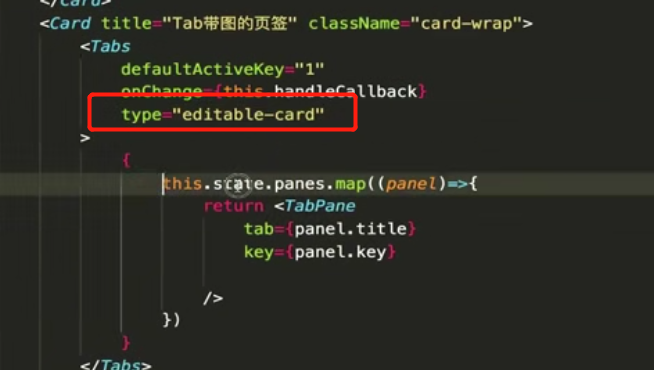 </Card>
<Card title="Tab带图的页签" className="card-wrap">
<Tabs
defaultActiveKey="1"
onChange={this.handleCallback}
type="editable-card"
>
{
this.state.panes.map((panel)=>{
return <TabPane
tab={panel.title}
key={panel.key}
/>
})
}
</Tabs>